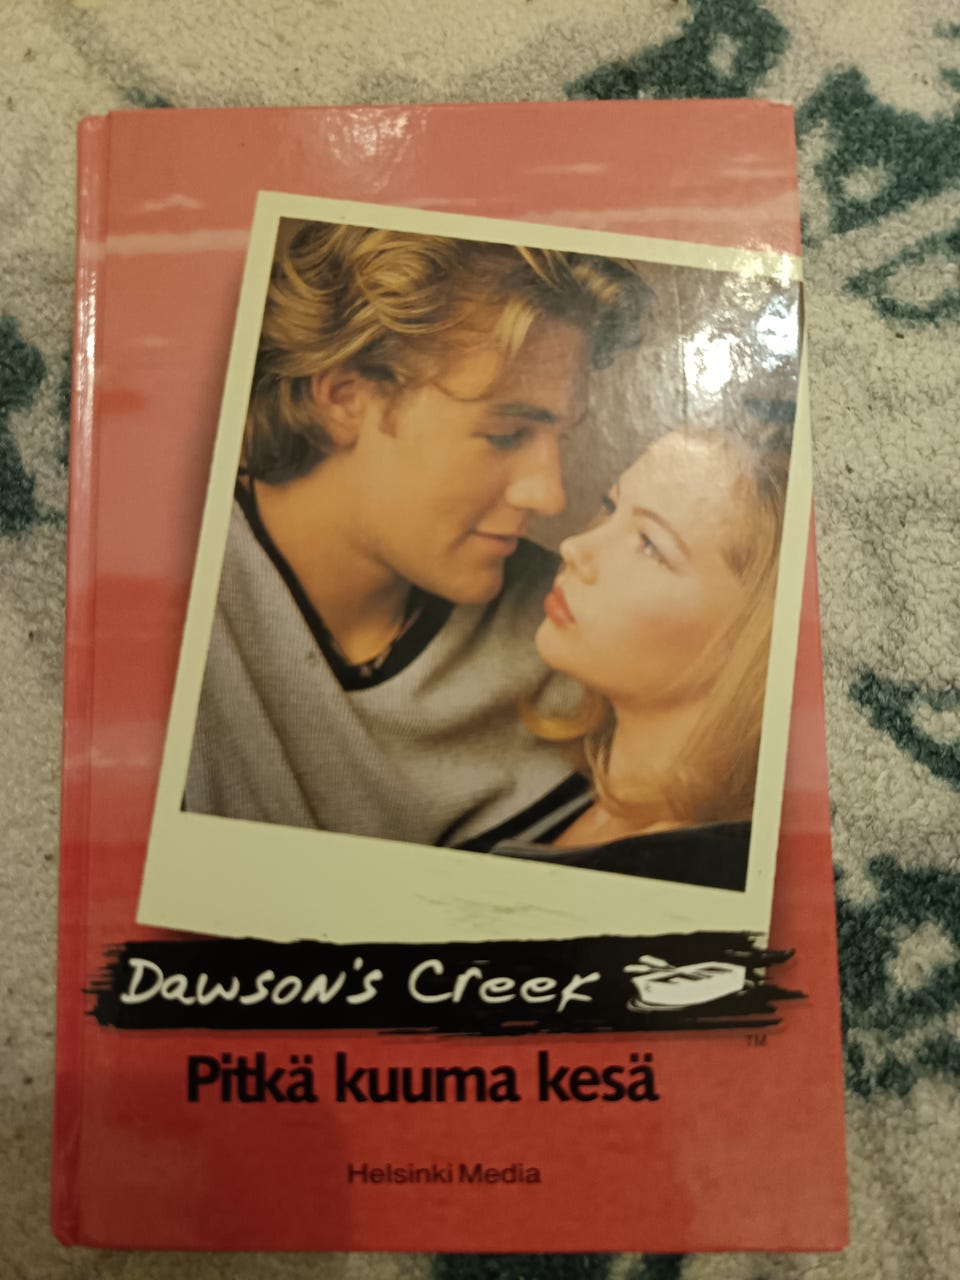 Dawson's Creek
TM
Pitkä kuuma kesä
Helsinki Media